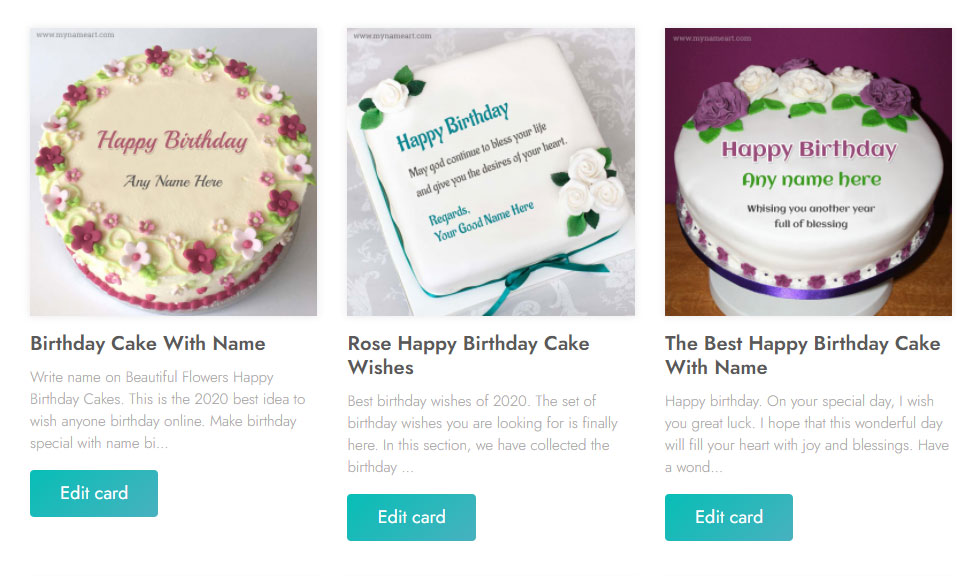 www.mynameart.com
Happy Birthday
Any Name Here
Birthday Cake With Name
Write name on Beautiful Flowers Happy
Birthday Cakes. This is the 2020 best idea to
wish anyone birthday online. Make birthday
special with name bi...
Edit card
www.mynameart.com
Happy Birthday
May god continue to bless your life
and give you the desires of your heart.
Regards,
Your Good Name Here
Rose Happy Birthday Cake
Wishes
Best birthday wishes of 2020. The set of
birthday wishes you are looking for is finally
here. In this section, we have collected the
birthday ...
Edit card
www.mynameart.com
Happy Birthday
Any name here
Whising you another year
full of blessing
The Best Happy Birthday Cake
With Name
Happy birthday. On your special day, I wish
you great luck. I hope that this wonderful day
will fill your heart with joy and blessings. Have
a wond...
Edit card